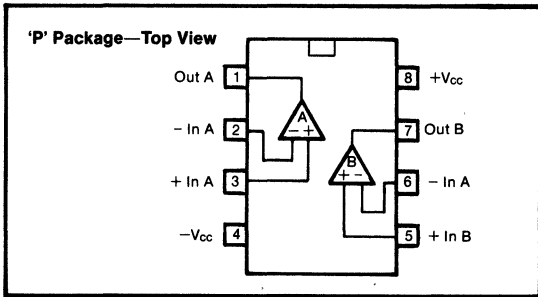 'P' Package—Top View
Out A 1
8 +Vcc
A
- +
- In A 2
7 Out B
B
+ -
+ In A 3
6 - In A
-Vcc 4
5 + In B